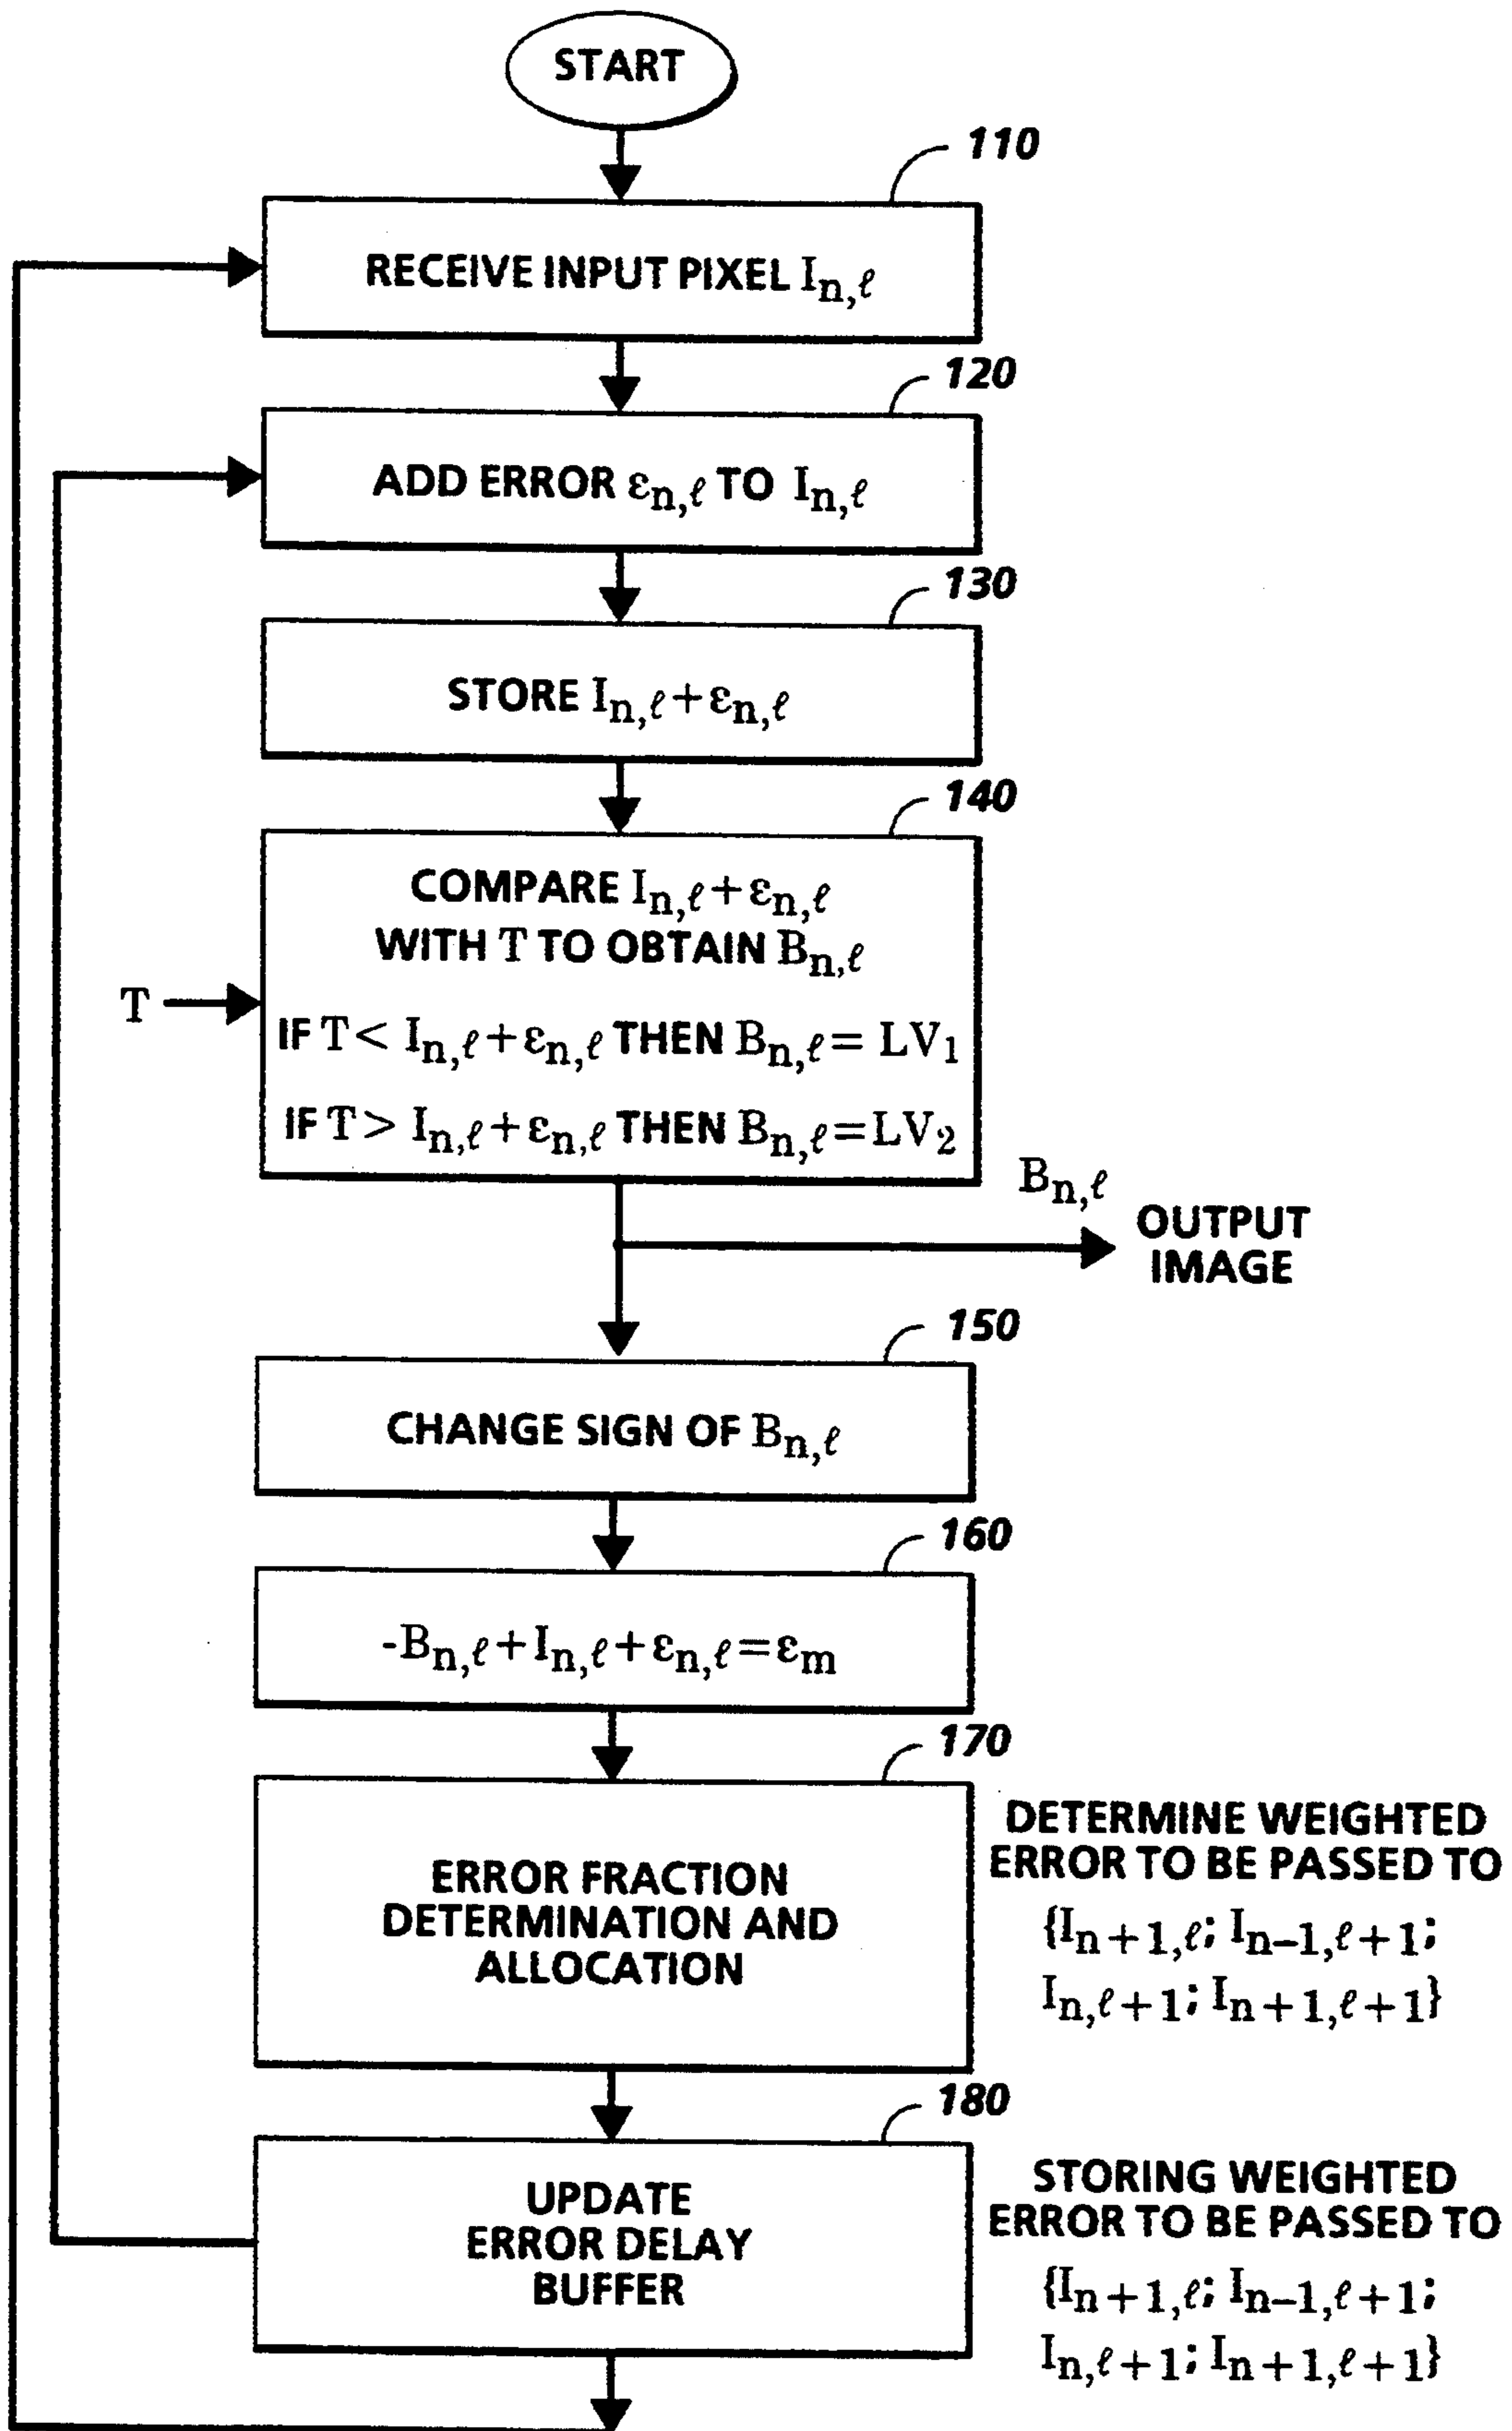 START
110
RECEIVE INPUT PIXEL In,ℓ
120
ADD ERROR εn,ℓ TO In,ℓ
130
STORE In,ℓ+εn,ℓ
140
COMPARE In,ℓ+εn,ℓ
WITH T TO OBTAIN Bn,ℓ
T
IF T< In,ℓ+εn,ℓ THEN Bn,ℓ= LV1
IF T> In,ℓ+εn,ℓ THEN Bn,ℓ=LV2
Bn,ℓ
OUTPUT
IMAGE
150
CHANGE SIGN OF Bn,ℓ
160
-Bn,ℓ+In,ℓ+εn,ℓ=εm
170
ERROR FRACTION
DETERMINATION AND
ALLOCATION
DETERMINE WEIGHTED
ERROR TO BE PASSED TO
{In+1,ℓ; In–1,ℓ+1;
In,ℓ+1; In+1,ℓ+1}
180
UPDATE
ERROR DELAY
BUFFER
STORING WEIGHTED
ERROR TO BE PASSED TO
{In+1,ℓ; In–1,ℓ+1;
In,ℓ+1; In+1,ℓ+1}